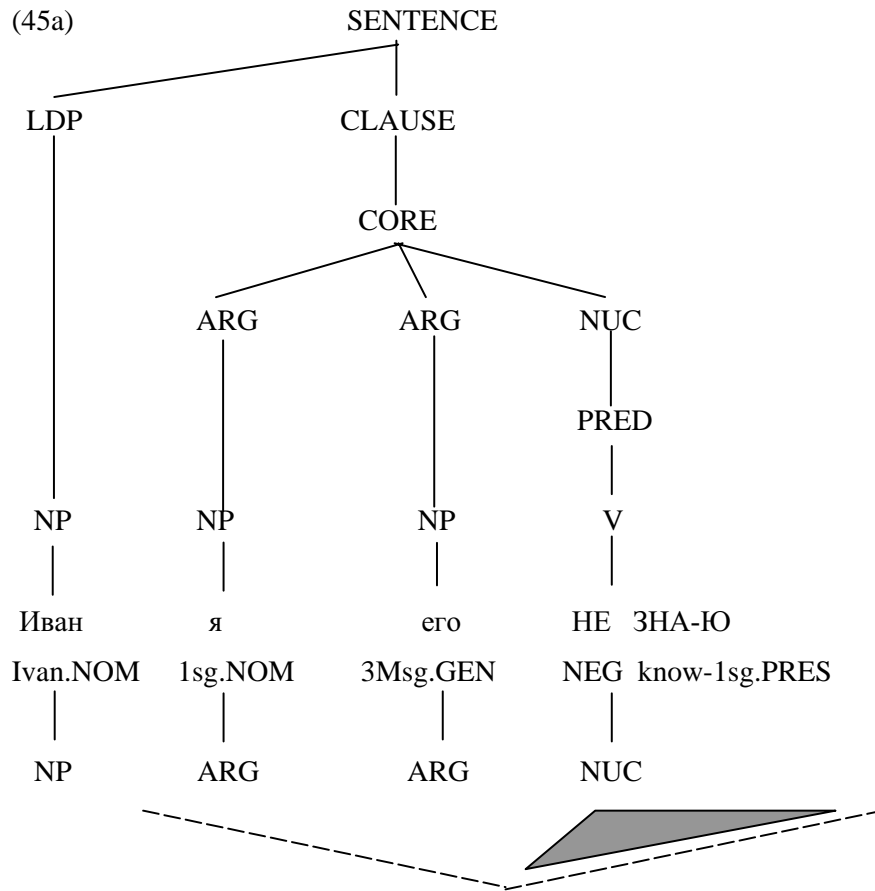 (45a) SENTENCE
LDP CLAUSE
CORE
ARG ARG NUC
PRED
NP NP NP V
Иван я его НЕ ЗНА-Ю
Ivan.NOM 1sg.NOM 3Msg.GEN NEG know-1sg.PRES
NP ARG ARG NUC